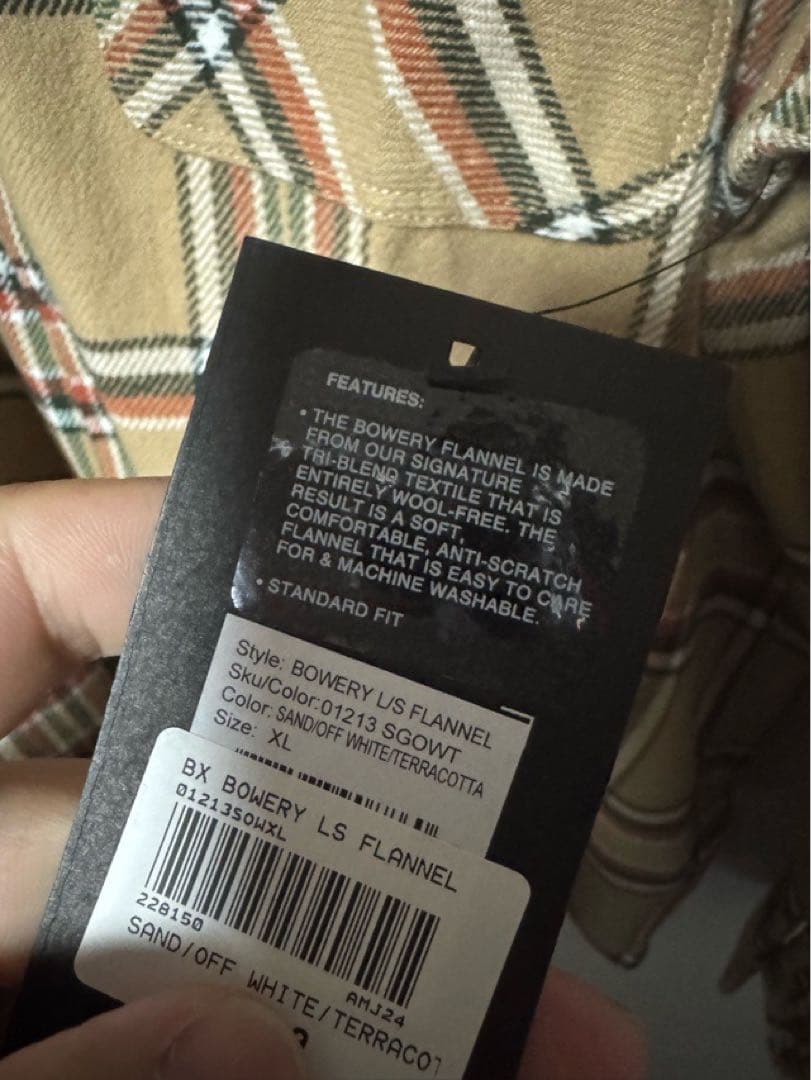 FEATURES:
• THE BOWERY FLANNEL IS MADE
FROM OUR SIGNATURE
TRI-BLEND TEXTILE THAT IS
ENTIRELY WOOL-FREE. THE
RESULT IS A SOFT,
COMFORTABLE, ANTI-SCRATCH
FLANNEL THAT IS EASY TO CARE
FOR & MACHINE WASHABLE.
• STANDARD FIT
Style: BOWERY L/S FLANNEL
Sku/Color: 01213 SGOWT
Color: SAND/OFF WHITE/TERRACOTTA
Size: XL
BX BOWERY LS FLANNEL
01213SOWXL
228150
AMJ24
SAND/OFF WHITE/TERRACOT